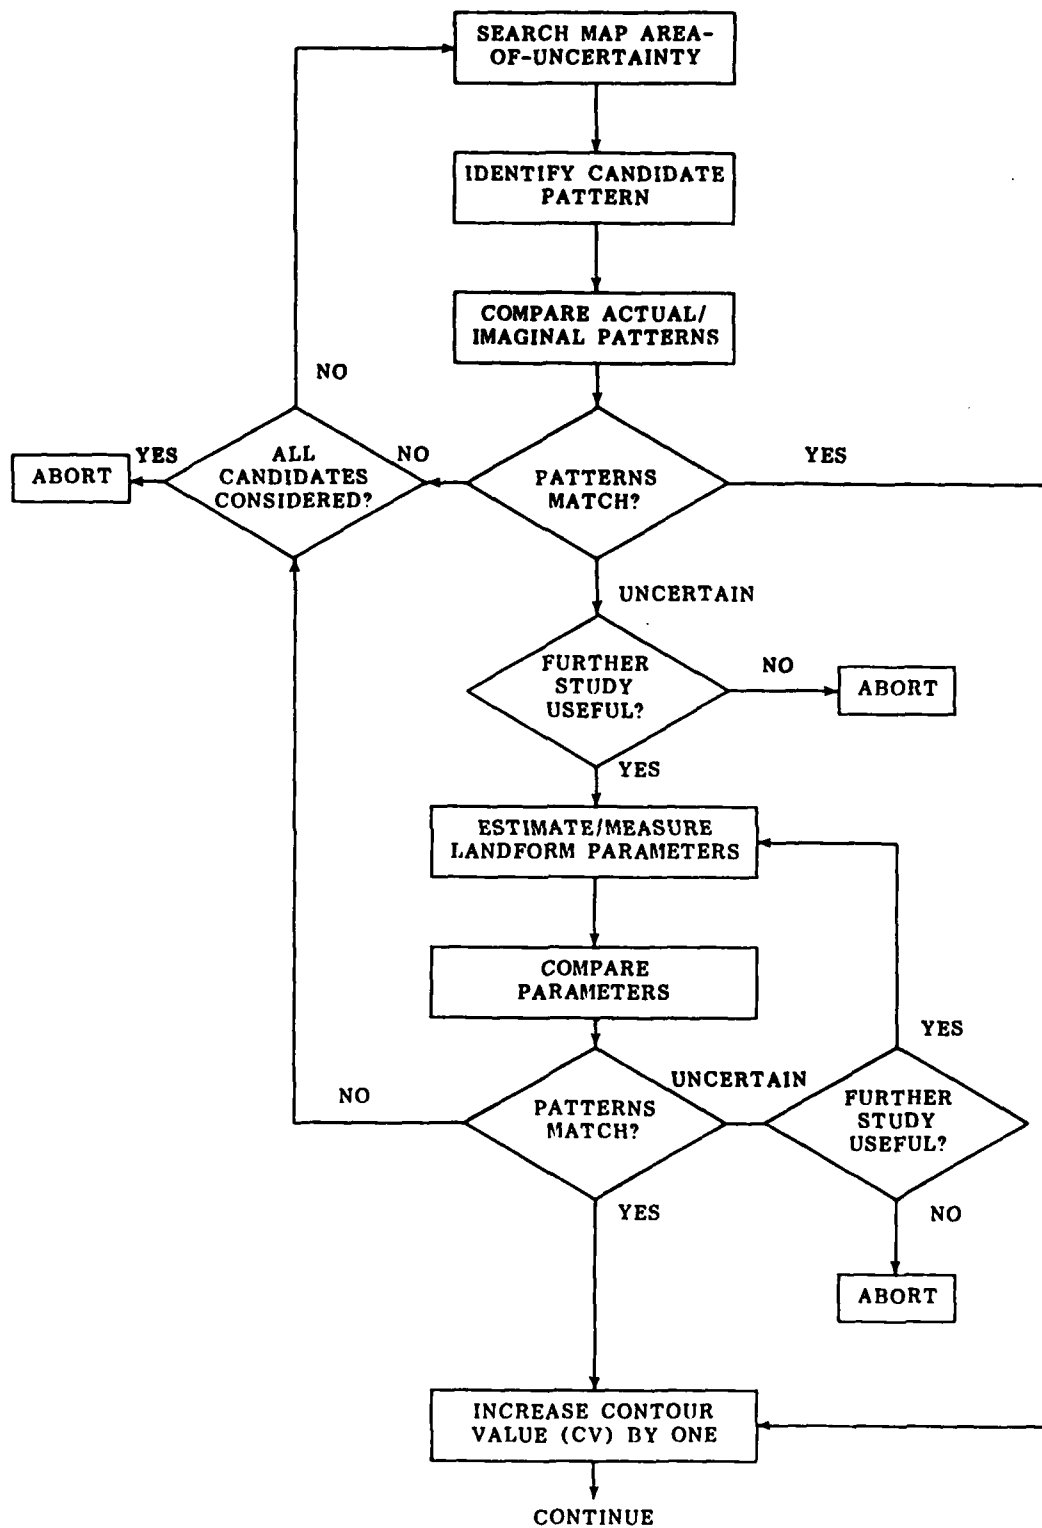 SEARCH MAP AREA-
OF-UNCERTAINTY
IDENTIFY CANDIDATE
PATTERN
COMPARE ACTUAL/
IMAGINAL PATTERNS
NO
ALL
CANDIDATES
CONSIDERED?
YES
ABORT
NO
PATTERNS
MATCH?
YES
UNCERTAIN
FURTHER
STUDY
USEFUL?
NO
ABORT
YES
ESTIMATE/MEASURE
LANDFORM PARAMETERS
COMPARE
PARAMETERS
YES
NO
PATTERNS
MATCH?
UNCERTAIN
FURTHER
STUDY
USEFUL?
YES
NO
ABORT
INCREASE CONTOUR
VALUE (CV) BY ONE
CONTINUE